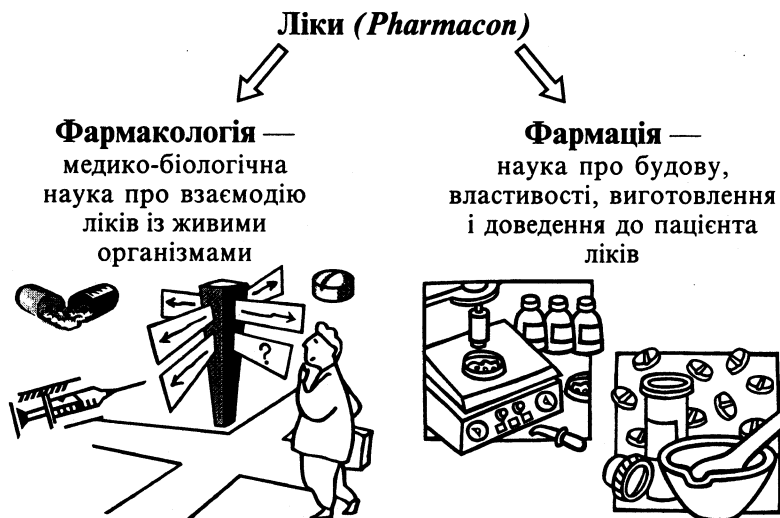 Ліки (Pharmacon)
Фармакологія —
медико-біологічна
наука про взаємодію
ліків із живими
організмами
Фармація —
наука про будову,
властивості, виготовлення
і доведення до пацієнта
ліків
?